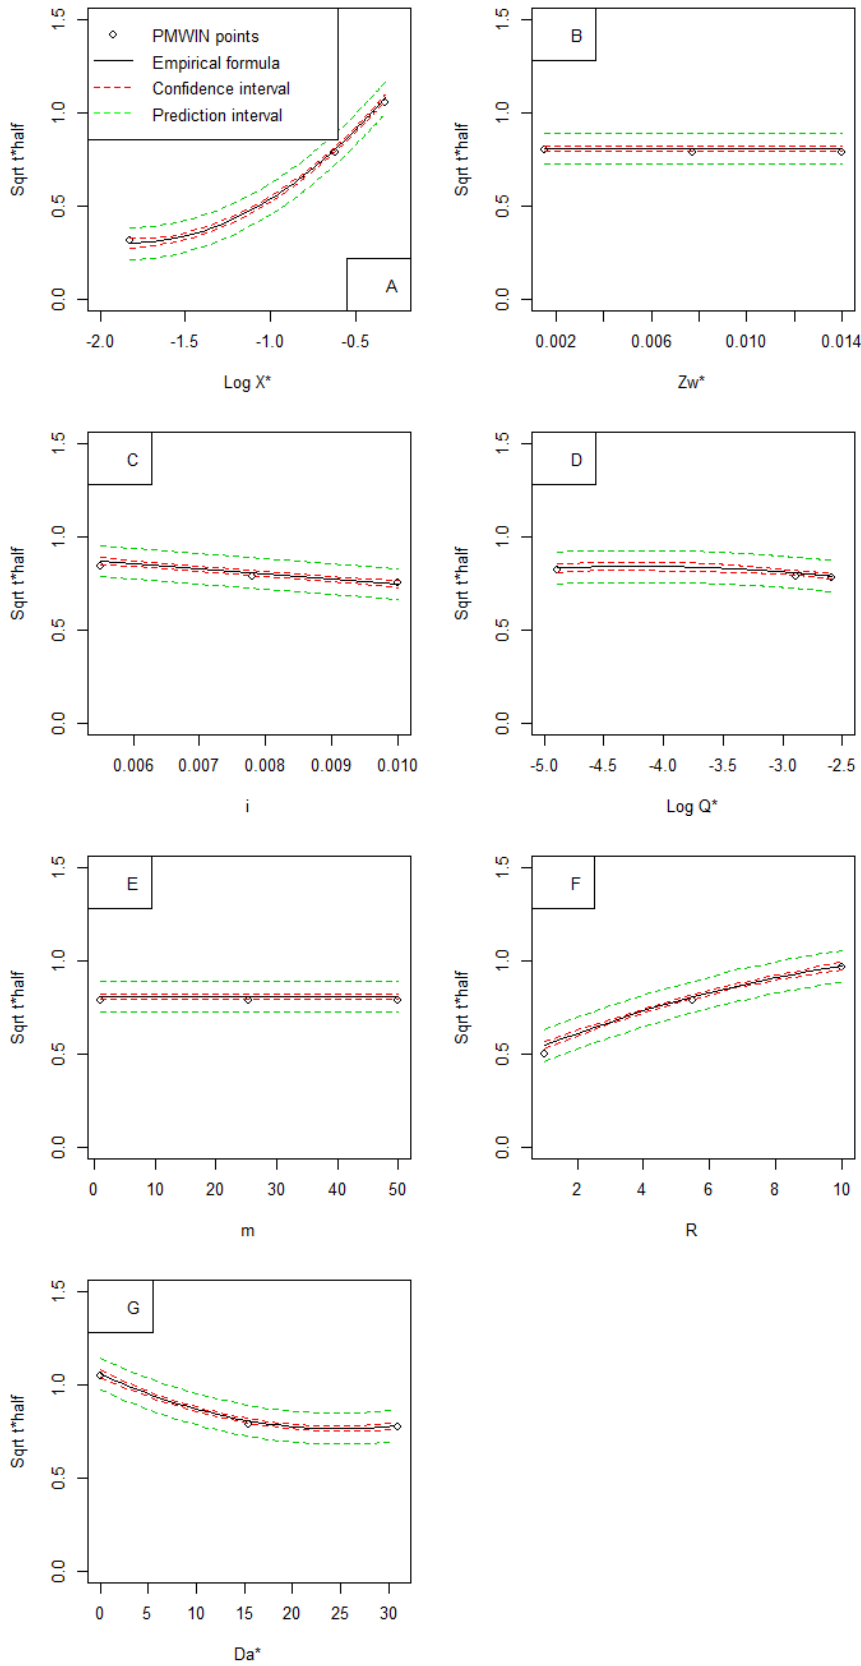 PMWIN points
Empirical formula
Confidence interval
Prediction interval
A
Sqrt t*half
0.0 0.5 1.0 1.5
-2.0 -1.5 -1.0 -0.5
Log X*
B
Sqrt t*half
0.0 0.5 1.0 1.5
0.002 0.006 0.010 0.014
Zw*
C
Sqrt t*half
0.0 0.5 1.0 1.5
0.006 0.007 0.008 0.009 0.010
i
D
Sqrt t*half
0.0 0.5 1.0 1.5
-5.0 -4.5 -4.0 -3.5 -3.0 -2.5
Log Q*
E
Sqrt t*half
0.0 0.5 1.0 1.5
0 10 20 30 40 50
m
F
Sqrt t*half
0.0 0.5 1.0 1.5
2 4 6 8 10
R
G
Sqrt t*half
0.0 0.5 1.0 1.5
0 5 10 15 20 25 30
Da*